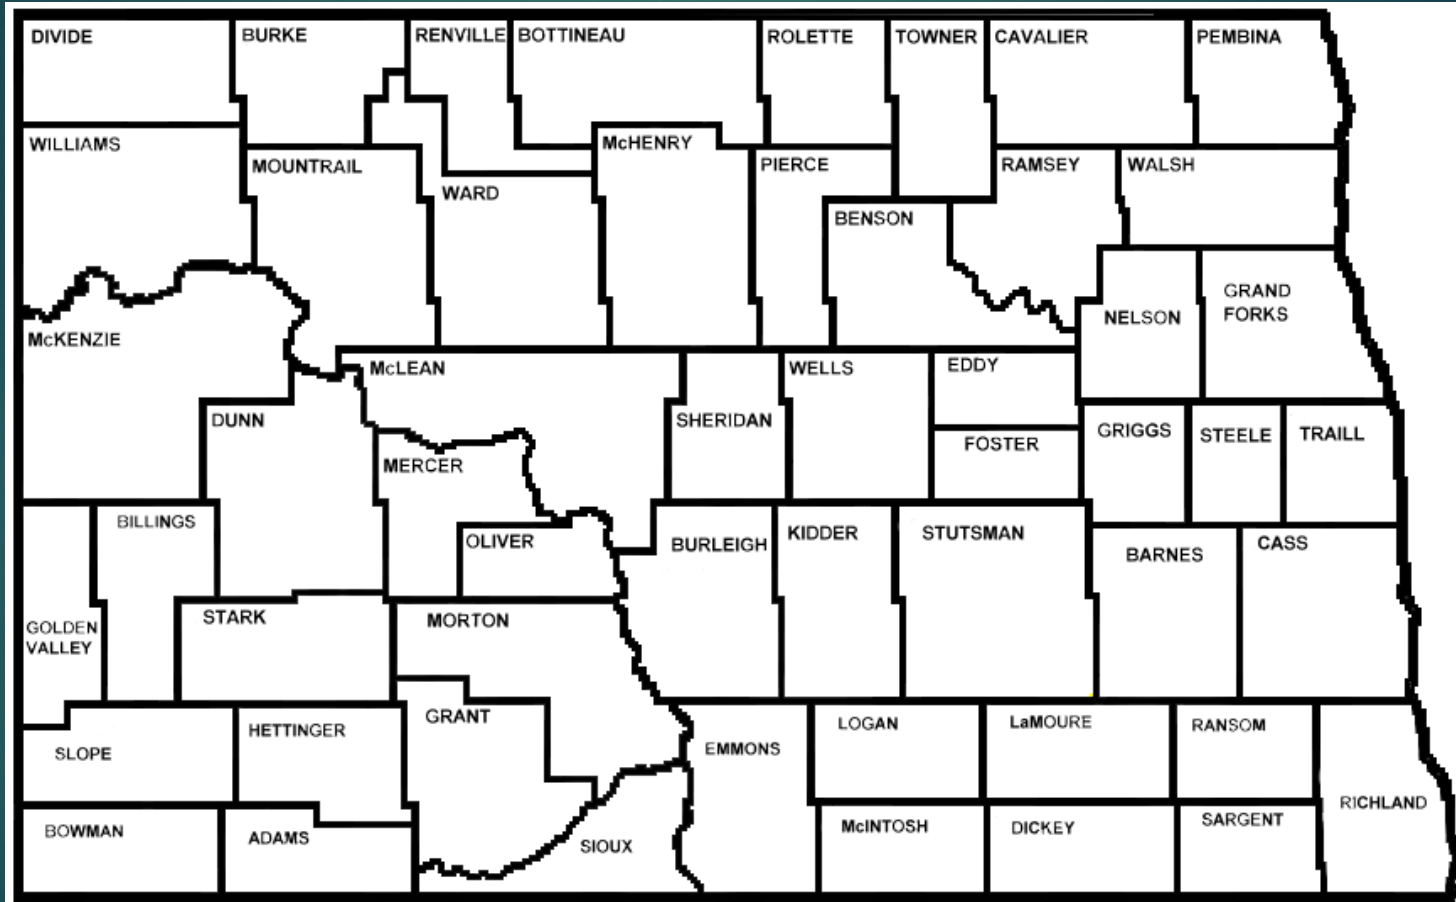 DIVIDE
BURKE
RENVILLE
BOTTINEAU
ROLETTE
TOWNER
CAVALIER
PEMBINA
WILLIAMS
MOUNTRAIL
WARD
McHENRY
PIERCE
BENSON
RAMSEY
WALSH
McKENZIE
NELSON
GRAND
FORKS
McLEAN
DUNN
MERCER
OLIVER
SHERIDAN
WELLS
EDDY
FOSTER
GRIGGS
STEELE
TRAILL
GOLDEN
VALLEY
BILLINGS
STARK
MORTON
BURLEIGH
KIDDER
STUTSMAN
BARNES
CASS
SLOPE
HETTINGER
GRANT
EMMONS
LOGAN
LaMOURE
RANSOM
RICHLAND
BOWMAN
ADAMS
SIOUX
McINTOSH
DICKEY
SARGENT